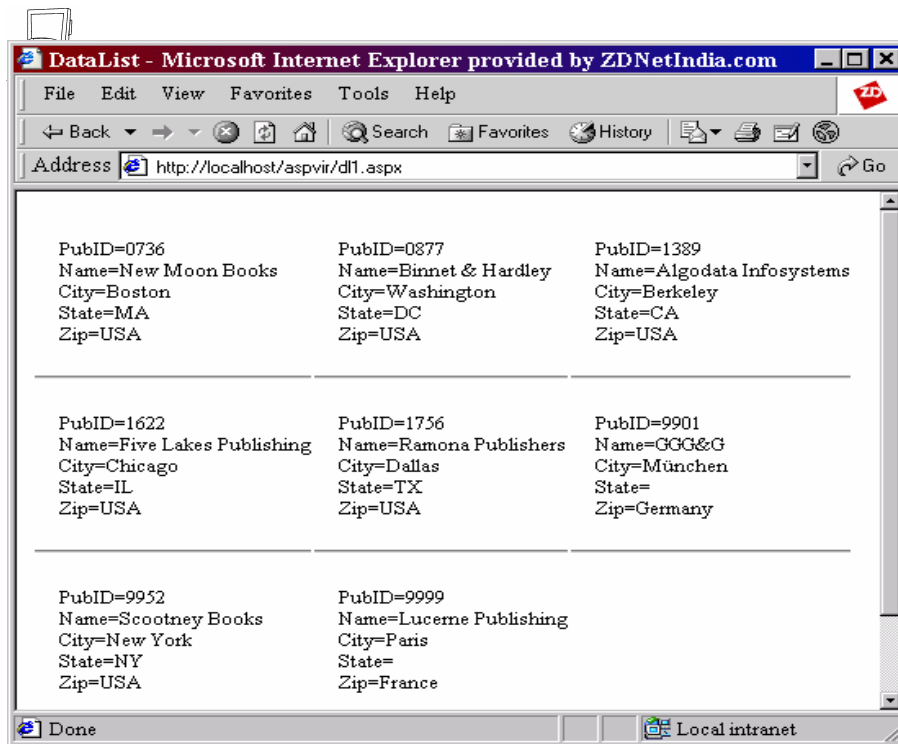 DataList - Microsoft Internet Explorer provided by ZDNetIndia.com
File Edit View Favorites Tools Help
ZD
Back Search Favorites History
Address http://localhost/aspvir/dl1.aspx Go
PubID=0736
Name=New Moon Books
City=Boston
State=MA
Zip=USA
PubID=0877
Name=Binnet & Hardley
City=Washington
State=DC
Zip=USA
PubID=1389
Name=Algodata Infosystems
City=Berkeley
State=CA
Zip=USA
PubID=1622
Name=Five Lakes Publishing
City=Chicago
State=IL
Zip=USA
PubID=1756
Name=Ramona Publishers
City=Dallas
State=TX
Zip=USA
PubID=9901
Name=GGG&G
City=München
State=
Zip=Germany
PubID=9952
Name=Scootney Books
City=New York
State=NY
Zip=USA
PubID=9999
Name=Lucerne Publishing
City=Paris
State=
Zip=France
Done Local intranet